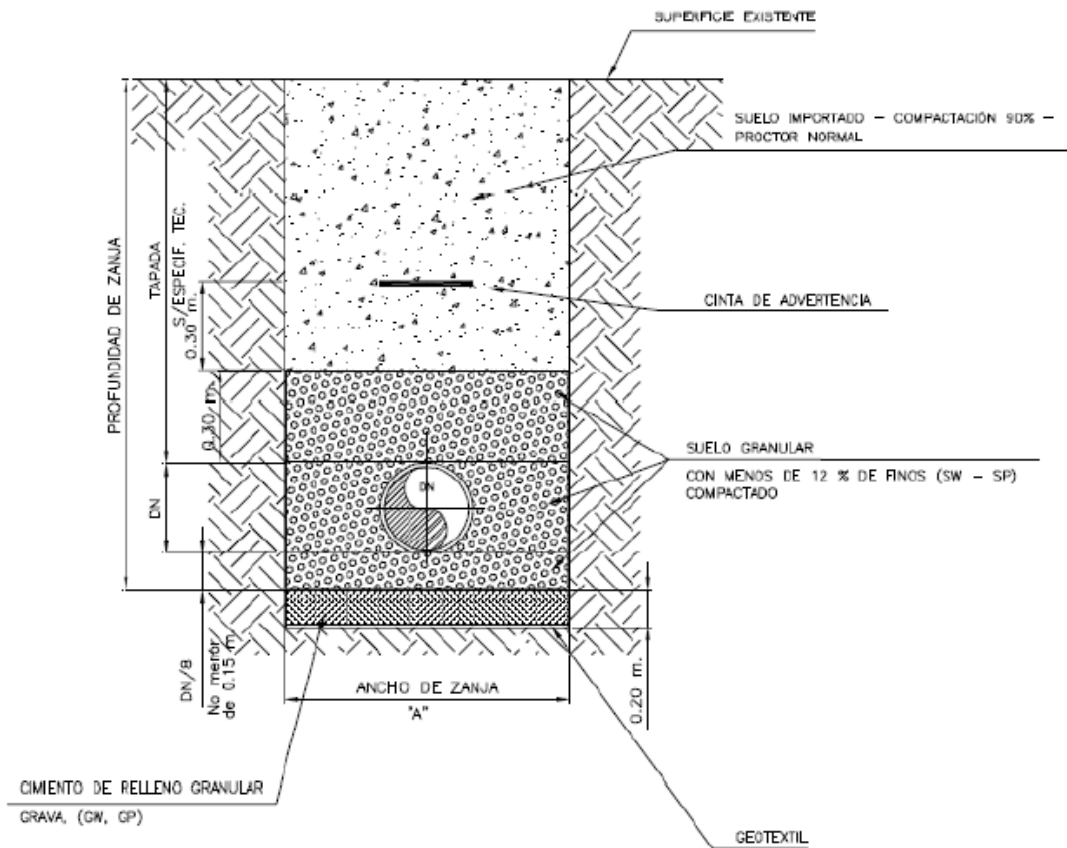 SUPERFICIE EXISTENTE
SUELO IMPORTADO – COMPACTACIÓN 90% –
PROCTOR NORMAL
PROFUNDIDAD DE ZANJA
TAPADA
S/ESPECIF. TEC.
0.30 m.
CINTA DE ADVERTENCIA
0.30 m.
SUELO GRANULAR
CON MENOS DE 12 % DE FINOS (SW – SP)
COMPACTADO
DN
DN
DN/8
No menor
de 0.15 m
ANCHO DE ZANJA
"A"
0.20 m.
CIMIENTO DE RELLENO GRANULAR
GRAVA, (GW, GP)
GEOTEXTIL